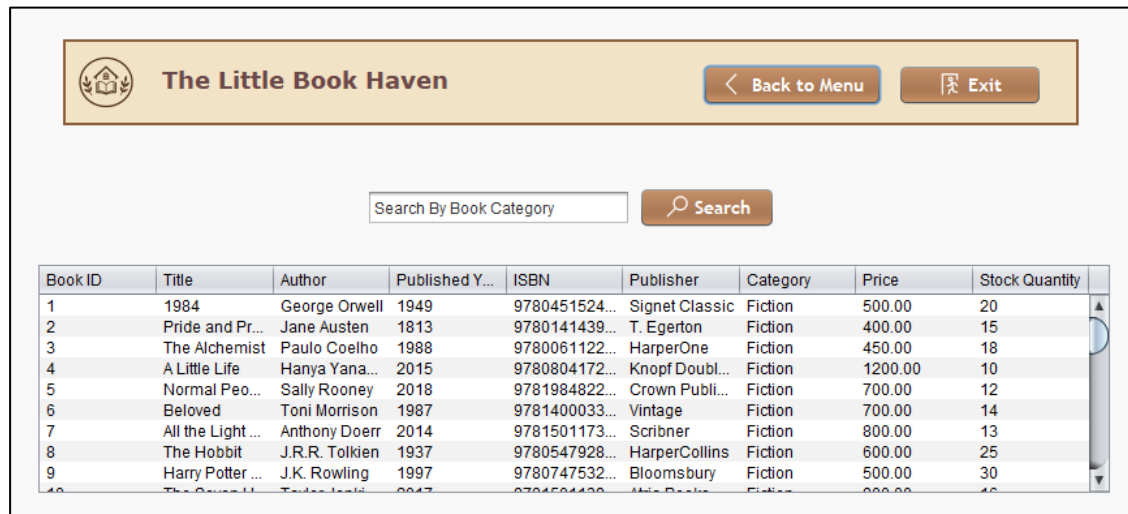 The Little Book Haven
Back to Menu
Exit
Search By Book Category
Search
Book ID Title Author Published Y... ISBN Publisher Category Price Stock Quantity
1 1984 George Orwell 1949 9780451524... Signet Classic Fiction 500.00 20
2 Pride and Pr... Jane Austen 1813 9780141439... T. Egerton Fiction 400.00 15
3 The Alchemist Paulo Coelho 1988 9780061122... HarperOne Fiction 450.00 18
4 A Little Life Hanya Yana... 2015 9780804172... Knopf Doubl... Fiction 1200.00 10
5 Normal Peo... Sally Rooney 2018 9781984822... Crown Publi... Fiction 700.00 12
6 Beloved Toni Morrison 1987 9781400033... Vintage Fiction 700.00 14
7 All the Light ... Anthony Doerr 2014 9781501173... Scribner Fiction 800.00 13
8 The Hobbit J.R.R. Tolkien 1937 9780547928... HarperCollins Fiction 600.00 25
9 Harry Potter ... J.K. Rowling 1997 9780747532... Bloomsbury Fiction 500.00 30